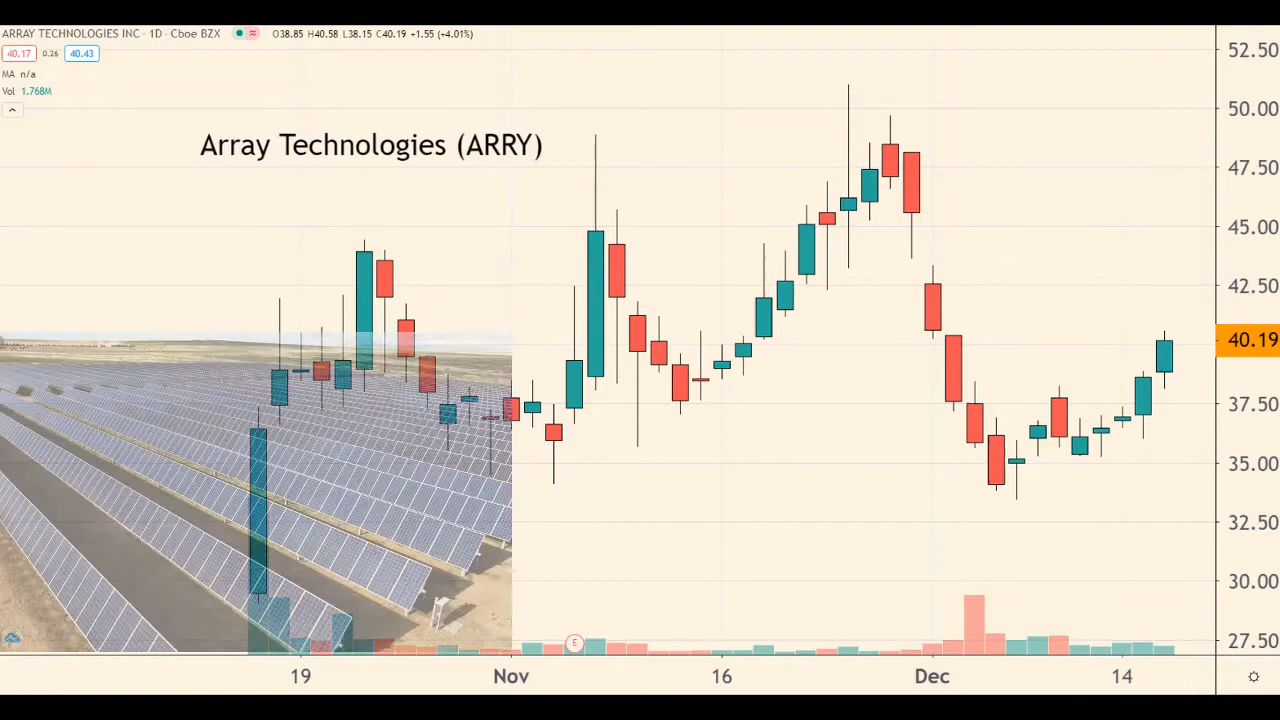 ARRAY TECHNOLOGIES INC · 1D · Cboe BZX O38.85 H40.58 L38.15 C40.19 +1.55 (+4.01%)
40.17 0.26 40.43
MA n/a
Vol 1.768M
Array Technologies (ARRY)
52.50
50.00
47.50
45.00
42.50
40.19
37.50
35.00
32.50
30.00
27.50
E
19 Nov 16 Dec 14